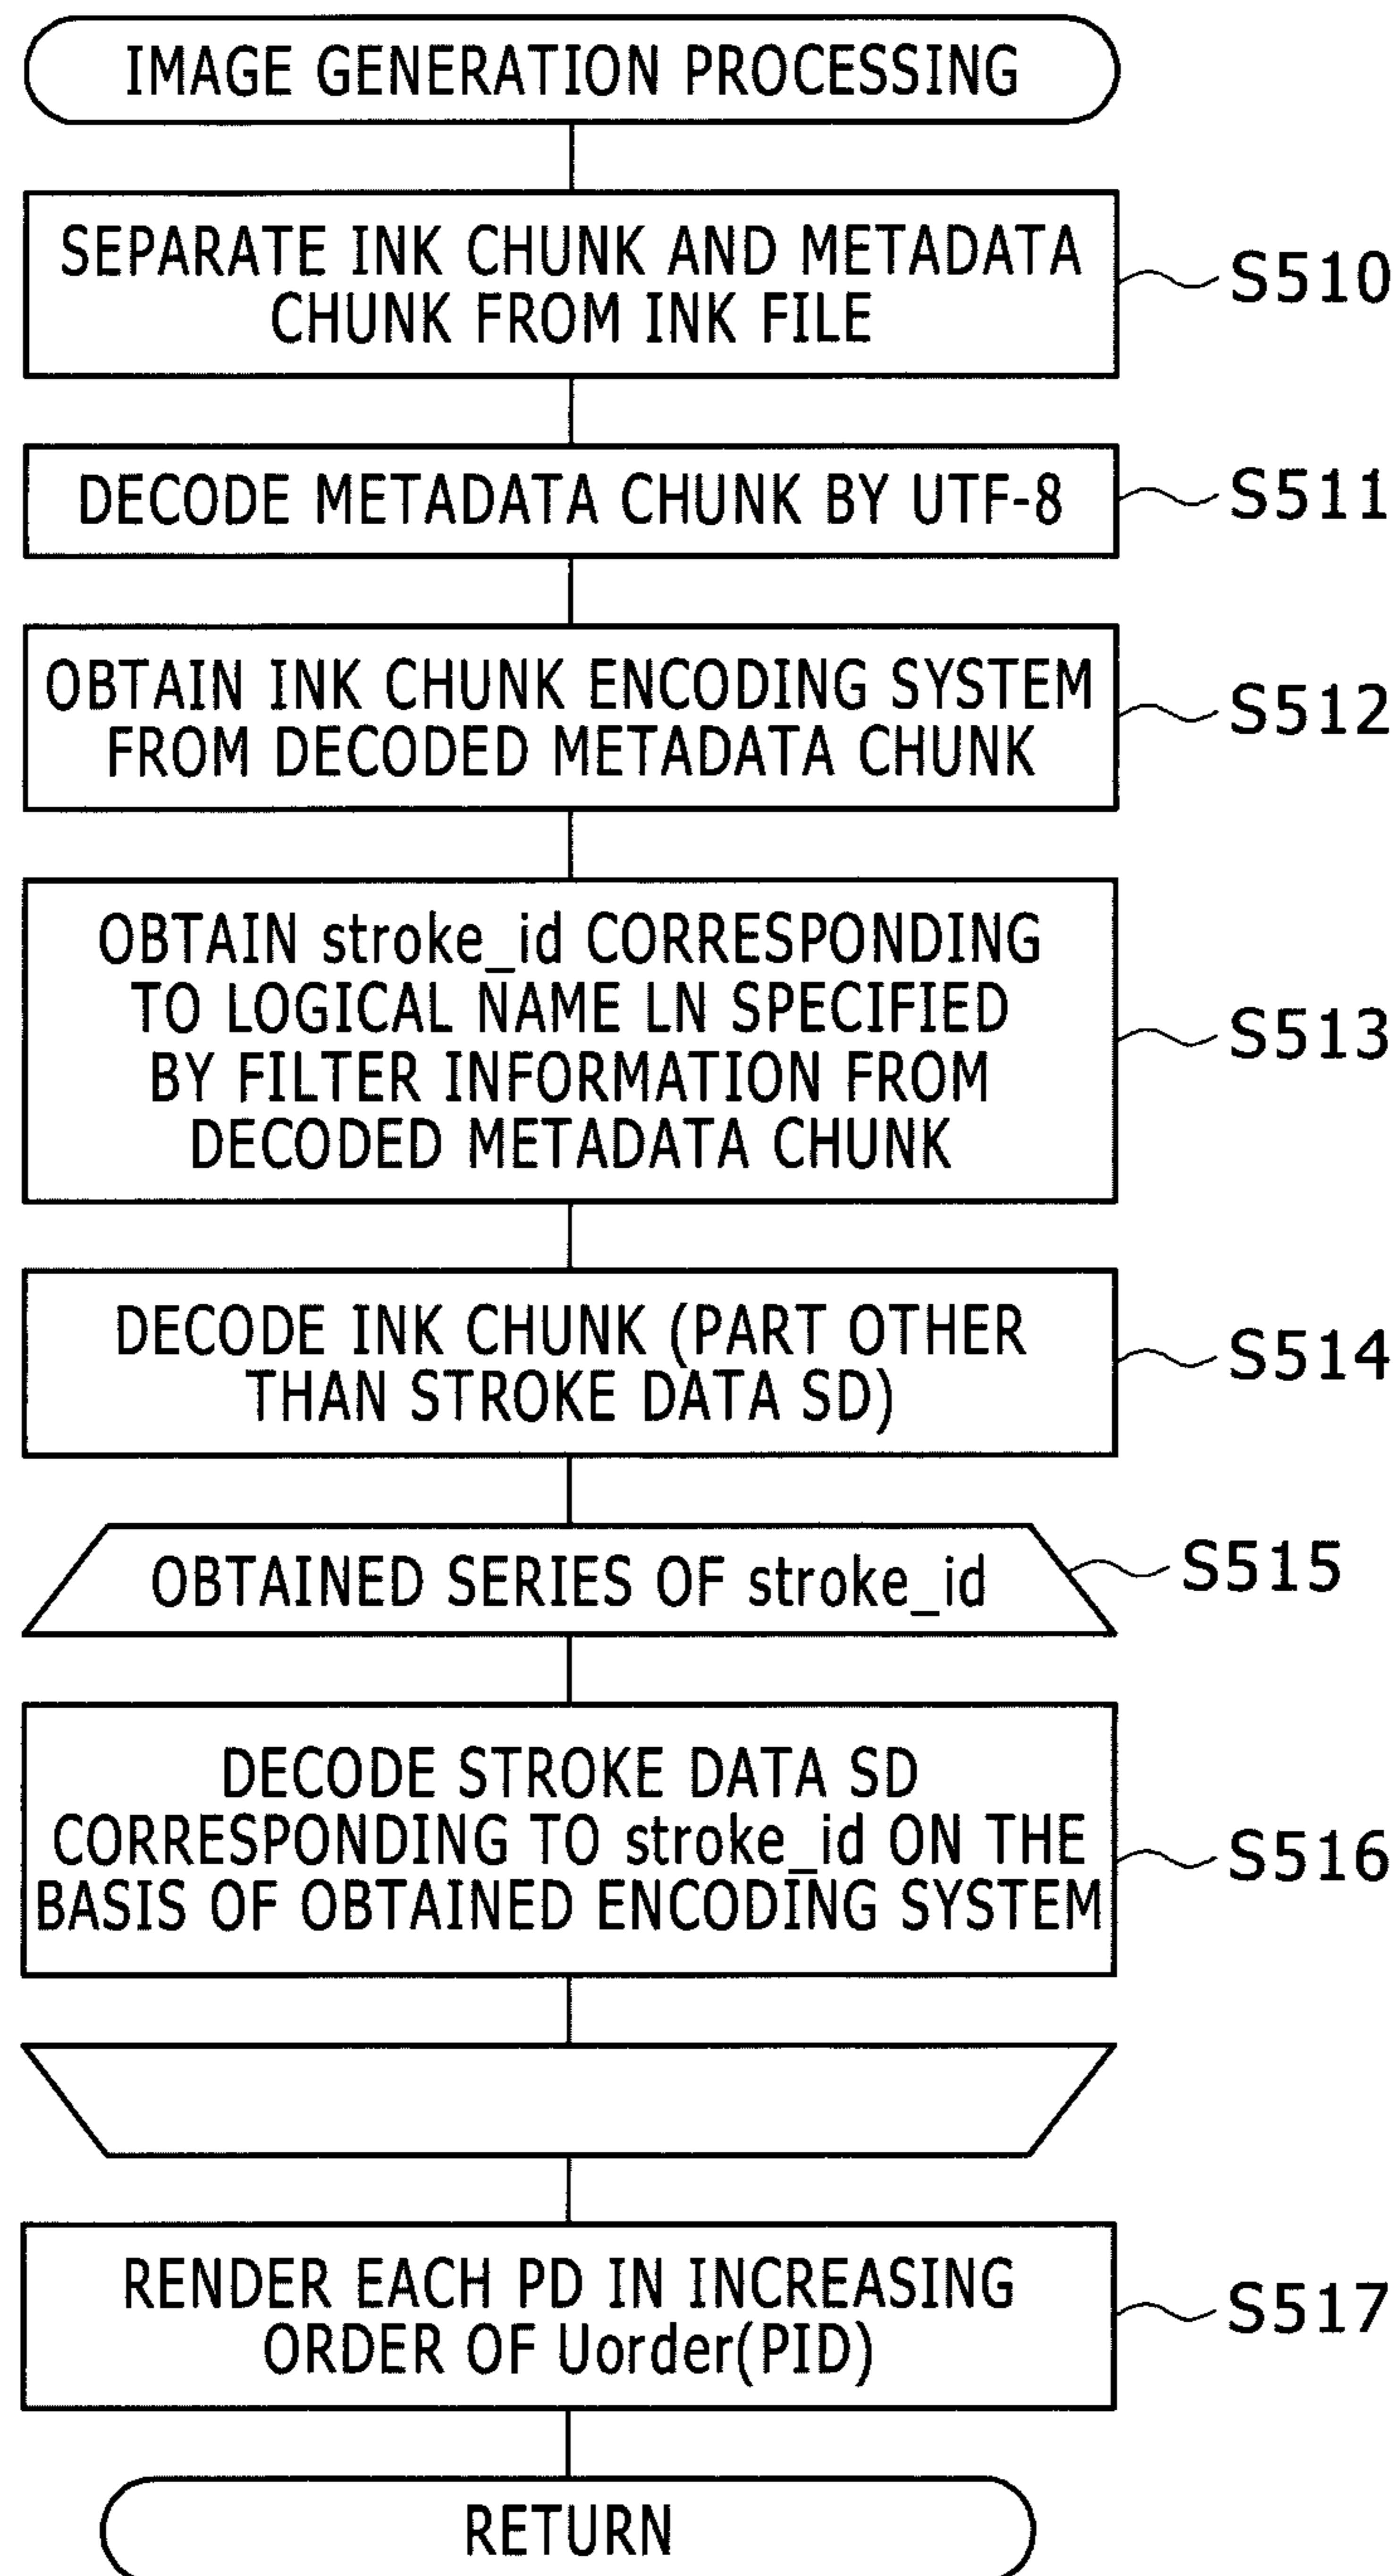 IMAGE GENERATION PROCESSING
SEPARATE INK CHUNK AND METADATA
CHUNK FROM INK FILE
S510
DECODE METADATA CHUNK BY UTF-8
S511
OBTAIN INK CHUNK ENCODING SYSTEM
FROM DECODED METADATA CHUNK
S512
OBTAIN stroke_id CORRESPONDING
TO LOGICAL NAME LN SPECIFIED
BY FILTER INFORMATION FROM
DECODED METADATA CHUNK
S513
DECODE INK CHUNK (PART OTHER
THAN STROKE DATA SD)
S514
OBTAINED SERIES OF stroke_id
S515
DECODE STROKE DATA SD
CORRESPONDING TO stroke_id ON THE
BASIS OF OBTAINED ENCODING SYSTEM
S516
RENDER EACH PD IN INCREASING
ORDER OF Uorder(PID)
S517
RETURN